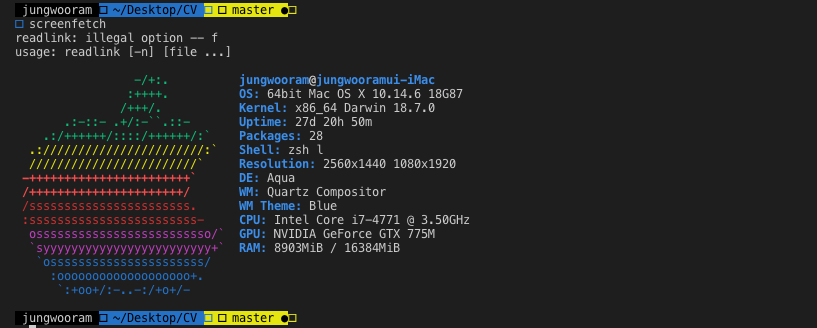 jungwooram □ ~/Desktop/CV □ □ master ●□
□ screenfetch
readlink: illegal option -- f
usage: readlink [-n] [file ...]
-/+:.
:++++.
/+++/.
.:-::- .+/:-``.::-
.:/++++++/::::/++++++/:`
.:///////////////////////:`
////////////////////////`
-+++++++++++++++++++++++`
/++++++++++++++++++++++/
/sssssssssssssssssssssss.
:ssssssssssssssssssssssss-
osssssssssssssssssssssssso/`
`syyyyyyyyyyyyyyyyyyyyyyyy+`
`ossssssssssssssssssssss/
:ooooooooooooooooooo+.
`:+oo+/:-..-:/+o+/-
jungwooram@jungwooramui-iMac
OS: 64bit Mac OS X 10.14.6 18G87
Kernel: x86_64 Darwin 18.7.0
Uptime: 27d 20h 50m
Packages: 28
Shell: zsh l
Resolution: 2560x1440 1080x1920
DE: Aqua
WM: Quartz Compositor
WM Theme: Blue
CPU: Intel Core i7-4771 @ 3.50GHz
GPU: NVIDIA GeForce GTX 775M
RAM: 8903MiB / 16384MiB
jungwooram □ ~/Desktop/CV □ □ master ●□